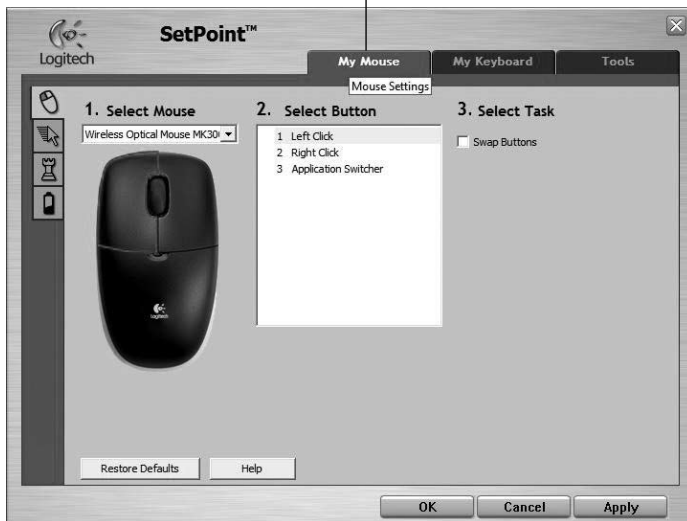 SetPoint™
Logitech
My Mouse
My Keyboard
Tools
Mouse Settings
1. Select Mouse
2. Select Button
3. Select Task
Wireless Optical Mouse MK30
1 Left Click
2 Right Click
3 Application Switcher
Swap Buttons
Logitech
Restore Defaults
Help
OK
Cancel
Apply